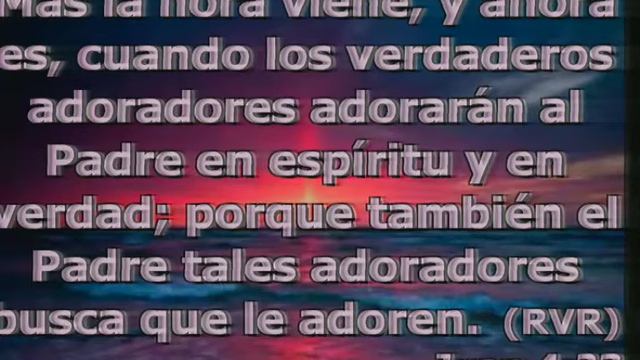 Mas la hora viene, y ahora
es, cuando los verdaderos
adoradores adorarán al
Padre en espíritu y en
verdad; porque también el
Padre tales adoradores
busca que le adoren. (RVR)